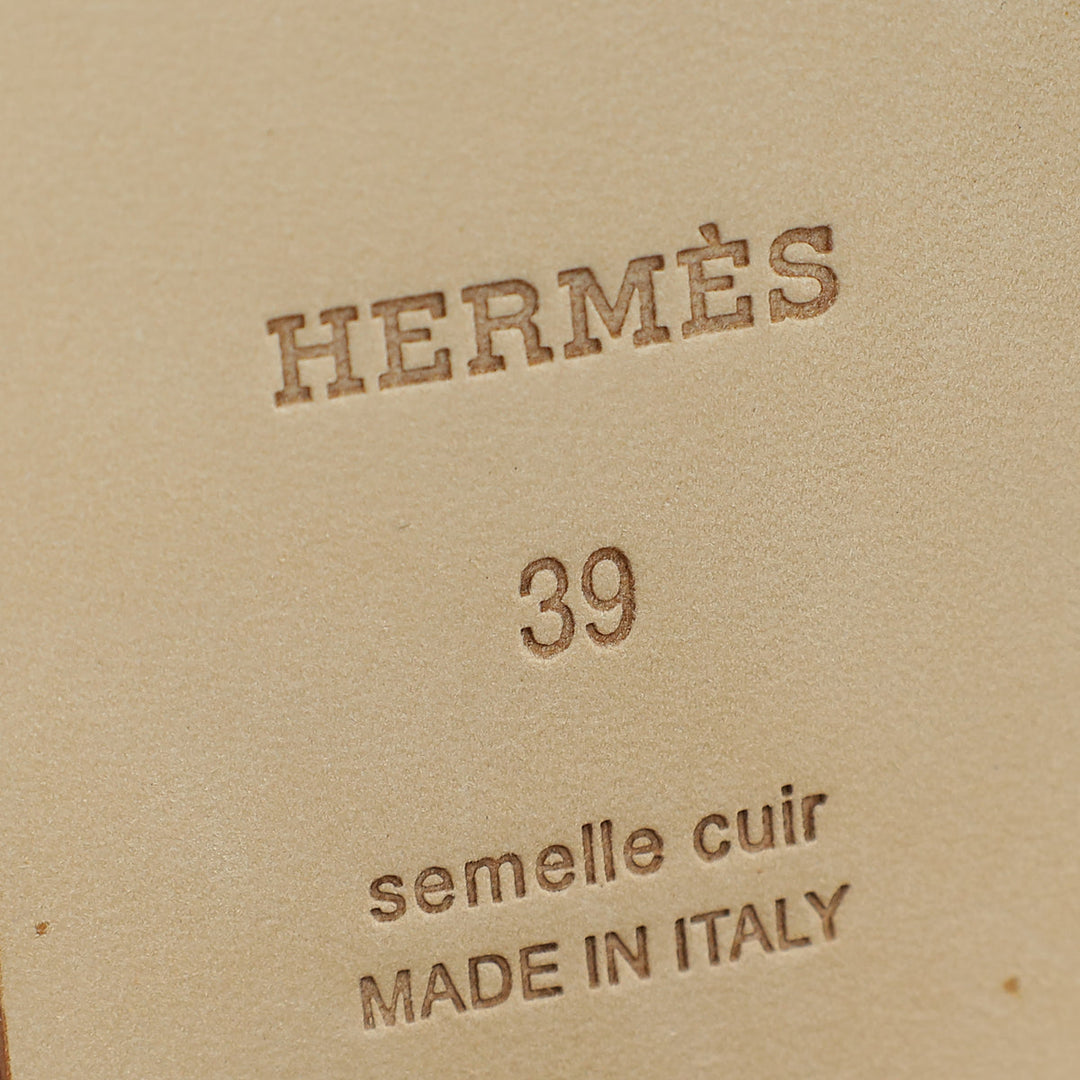 HERMÈS
39
semelle cuir
MADE IN ITALY